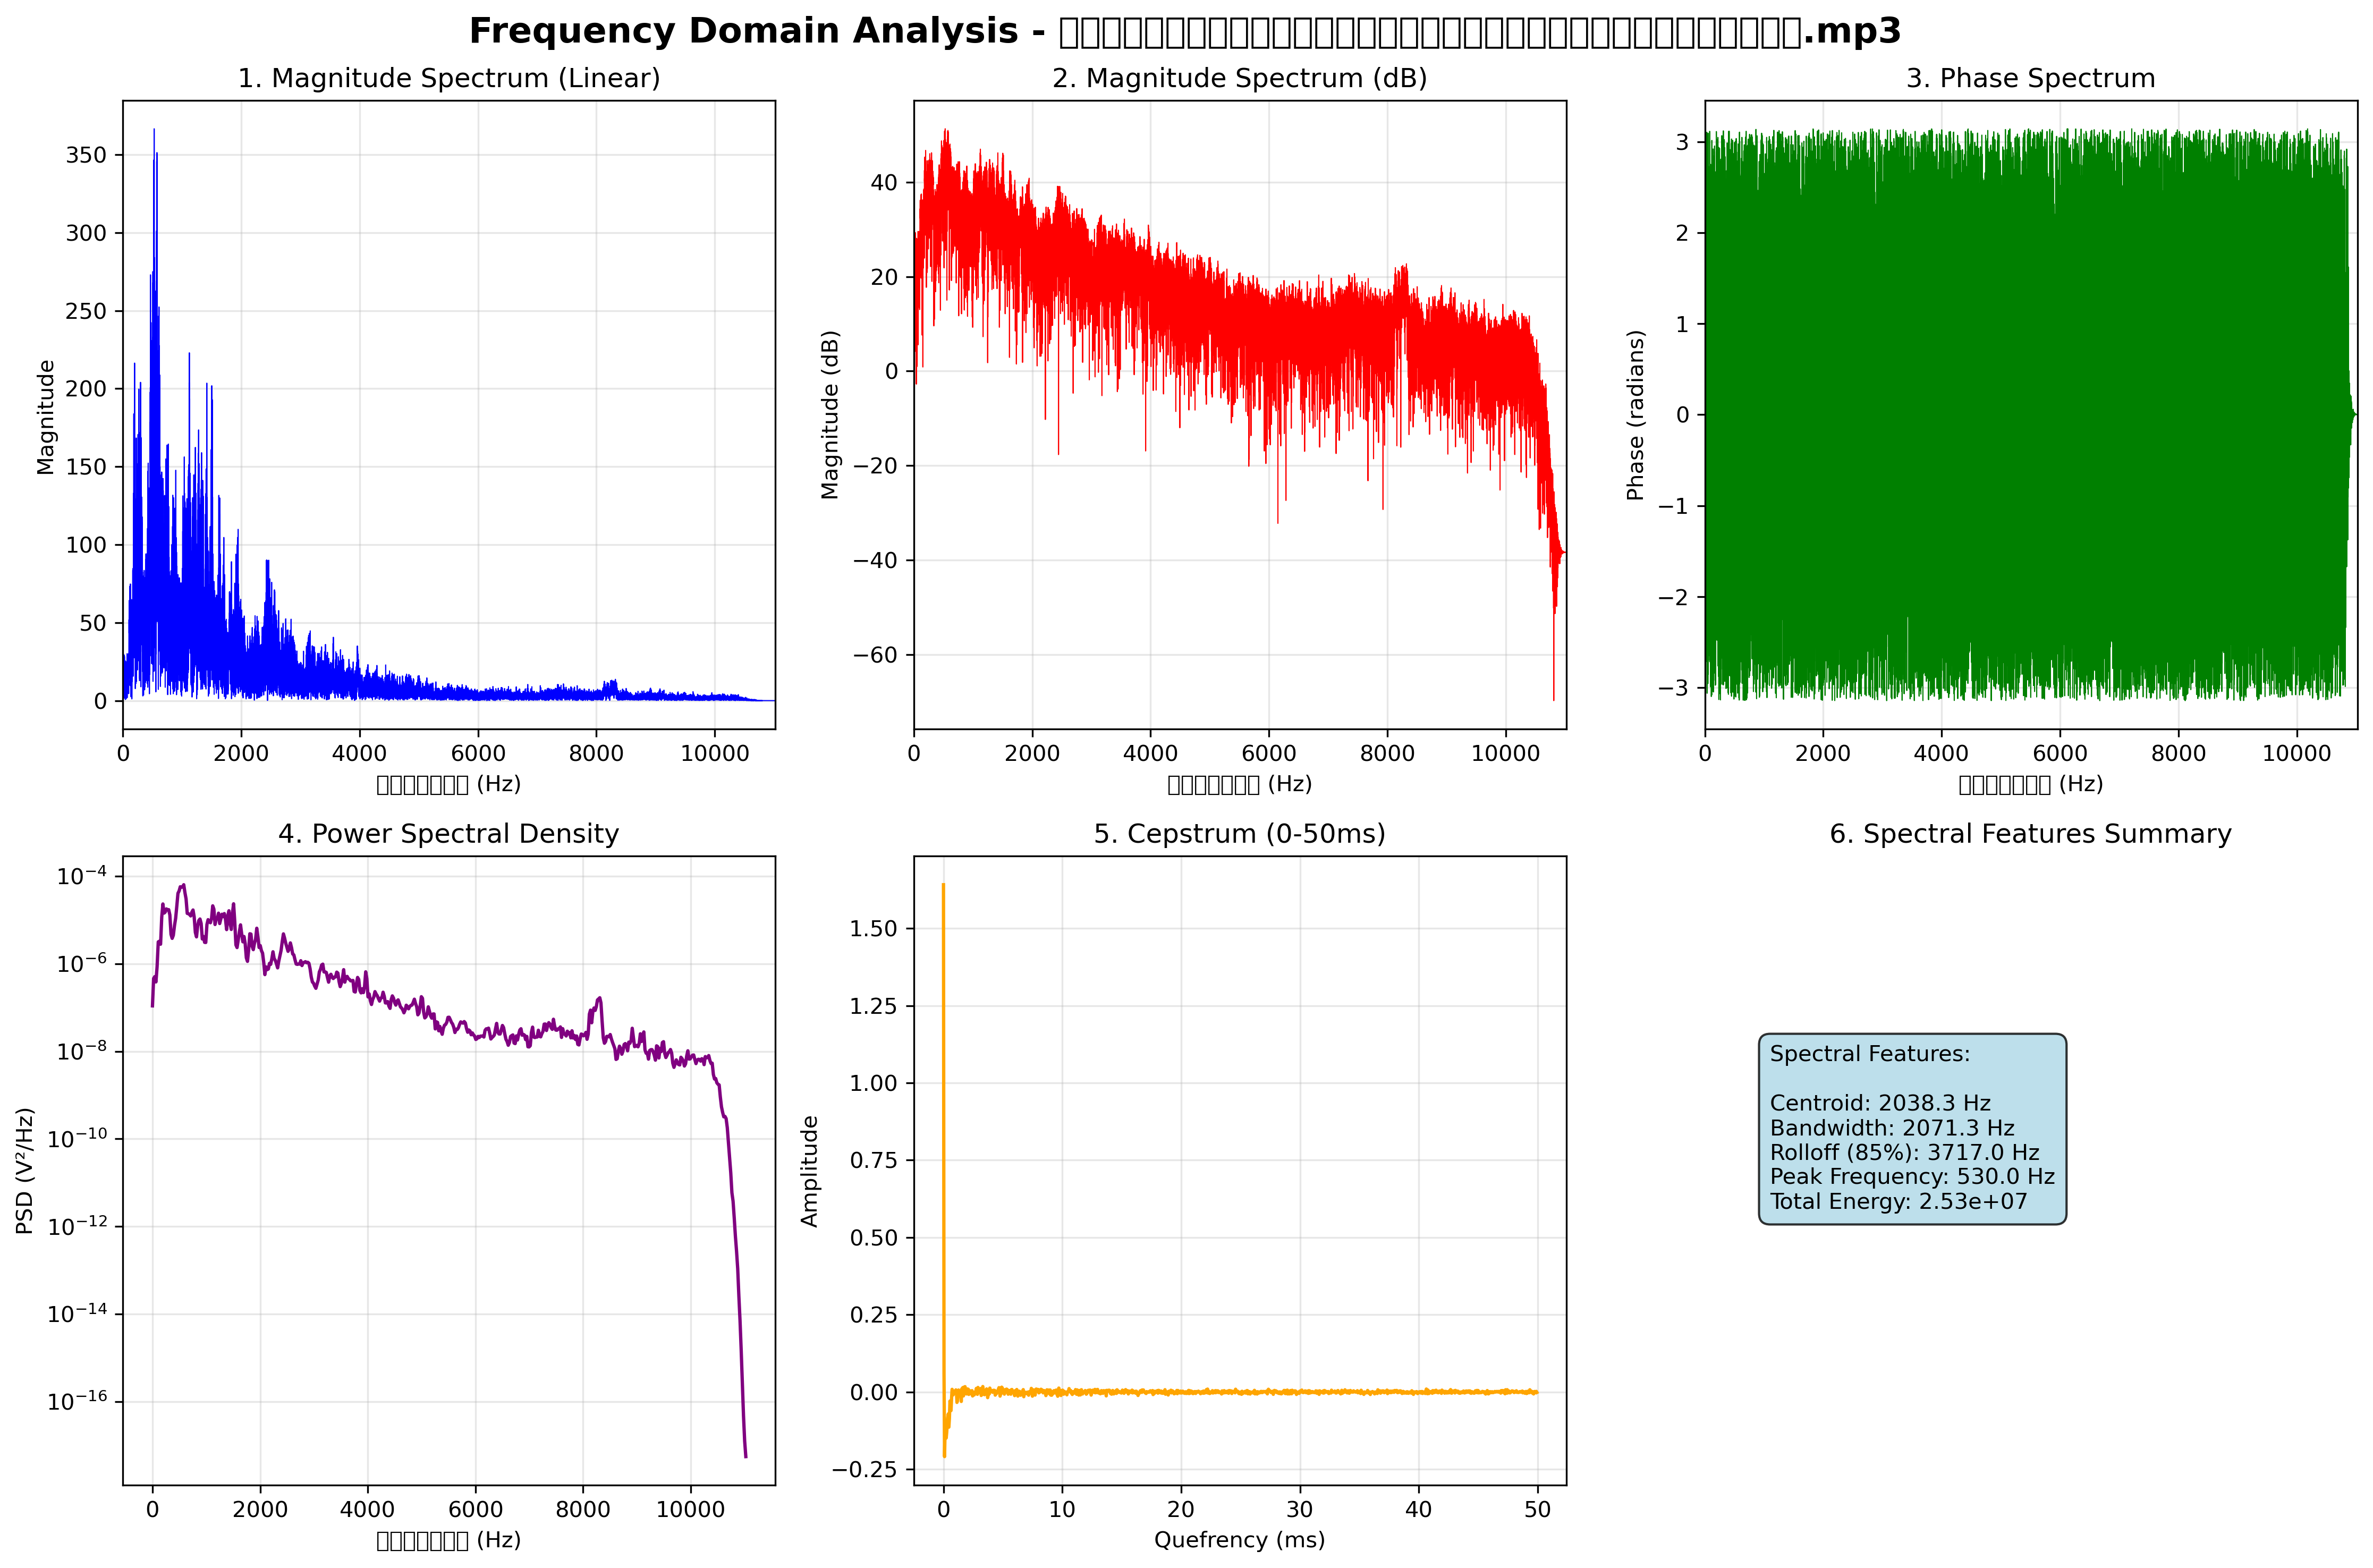 Frequency Domain Analysis - .mp3
1. Magnitude Spectrum (Linear)
Magnitude
350
300
250
200
150
100
50
0
0 2000 4000 6000 8000 10000
(Hz)
2. Magnitude Spectrum (dB)
Magnitude (dB)
40
20
0
−20
−40
−60
0 2000 4000 6000 8000 10000
(Hz)
3. Phase Spectrum
Phase (radians)
3
2
1
0
−1
−2
−3
0 2000 4000 6000 8000 10000
(Hz)
4. Power Spectral Density
PSD (V²/Hz)
10⁻⁴
10⁻⁶
10⁻⁸
10⁻¹⁰
10⁻¹²
10⁻¹⁴
10⁻¹⁶
0 2000 4000 6000 8000 10000
(Hz)
5. Cepstrum (0-50ms)
Amplitude
1.50
1.25
1.00
0.75
0.50
0.25
0.00
−0.25
0 10 20 30 40 50
Quefrency (ms)
6. Spectral Features Summary
Spectral Features:
Centroid: 2038.3 Hz
Bandwidth: 2071.3 Hz
Rolloff (85%): 3717.0 Hz
Peak Frequency: 530.0 Hz
Total Energy: 2.53e+07